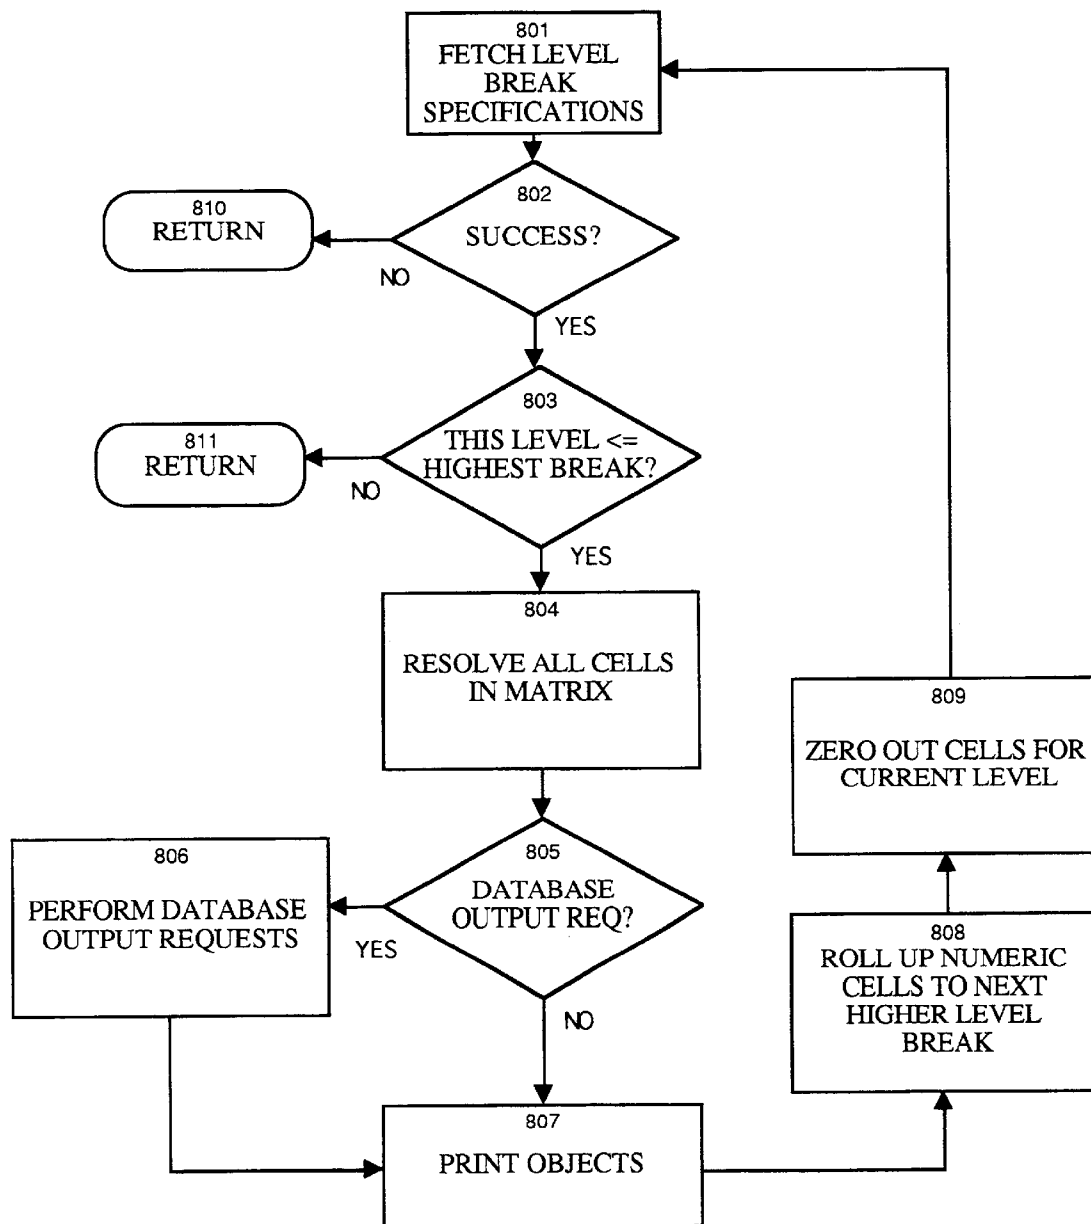 801
FETCH LEVEL
BREAK
SPECIFICATIONS
802
SUCCESS?
NO
YES
810
RETURN
803
THIS LEVEL <=
HIGHEST BREAK?
NO
YES
811
RETURN
804
RESOLVE ALL CELLS
IN MATRIX
805
DATABASE
OUTPUT REQ?
YES
NO
806
PERFORM DATABASE
OUTPUT REQUESTS
807
PRINT OBJECTS
808
ROLL UP NUMERIC
CELLS TO NEXT
HIGHER LEVEL
BREAK
809
ZERO OUT CELLS FOR
CURRENT LEVEL